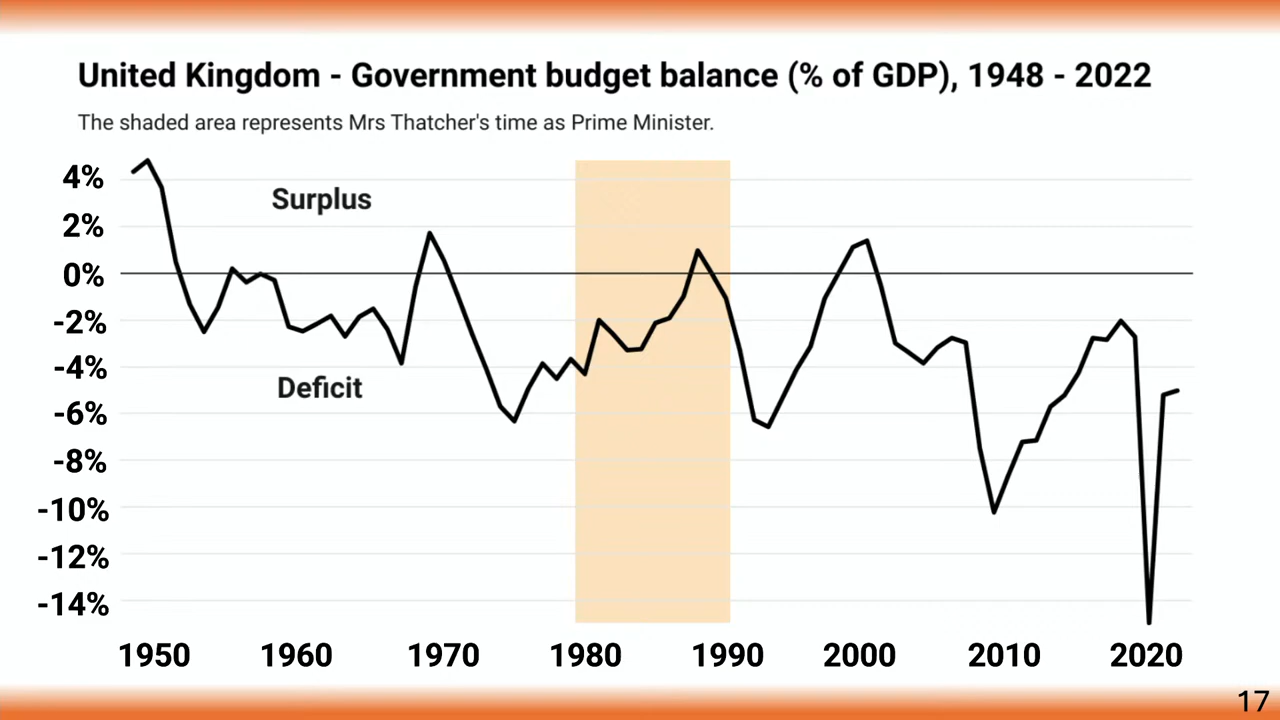 United Kingdom - Government budget balance (% of GDP), 1948 - 2022
The shaded area represents Mrs Thatcher's time as Prime Minister.
4%
Surplus
2%
0%
-2%
-4%
Deficit
-6%
-8%
-10%
-12%
-14%
1950 1960 1970 1980 1990 2000 2010 2020
17